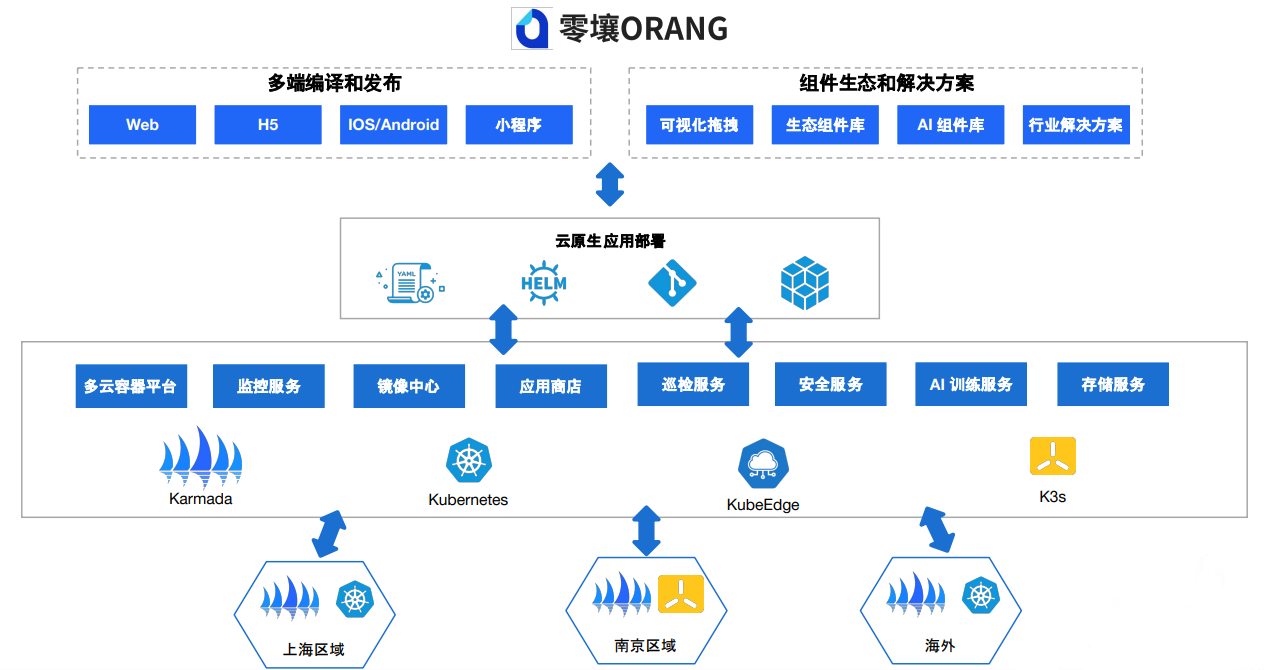 零壤ORANG
多端编译和发布
Web
H5
IOS/Android
小程序
组件生态和解决方案
可视化拖拽
生态组件库
AI 组件库
行业解决方案
云原生应用部署
YAML
HELM
多云容器平台
监控服务
镜像中心
应用商店
巡检服务
安全服务
AI 训练服务
存储服务
Karmada
Kubernetes
KubeEdge
K3s
上海区域
南京区域
海外